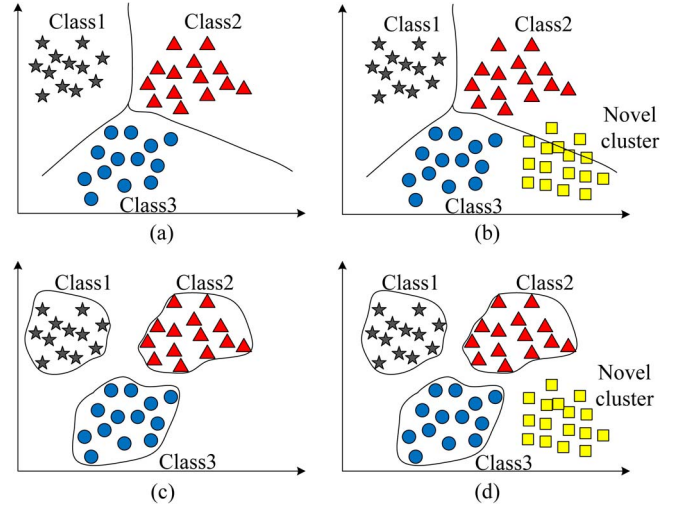 Class1
Class2
Class3
(a)
Class1
Class2
Novel
cluster
Class3
(b)
Class1
Class2
Class3
(c)
Class1
Class2
Novel
cluster
Class3
(d)